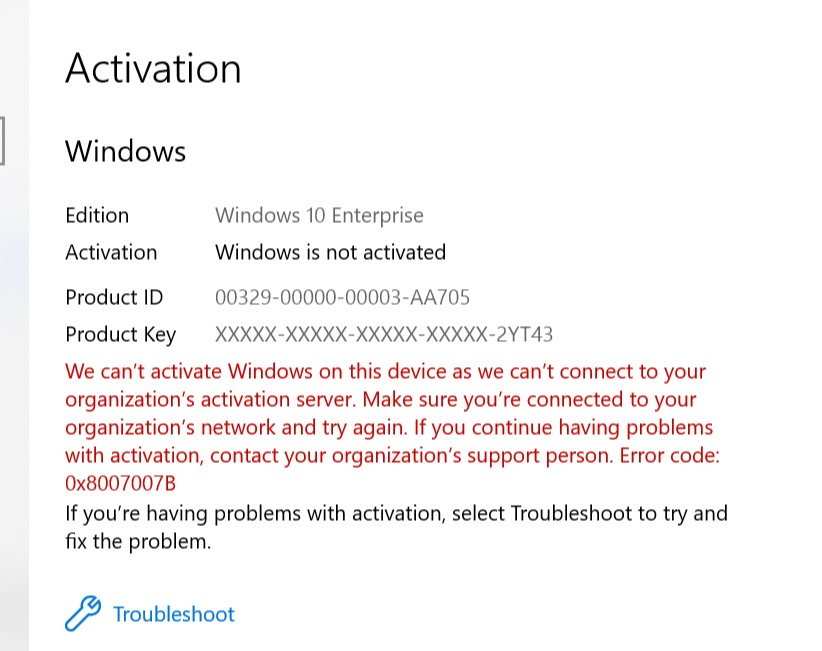 Activation
Windows
Edition Windows 10 Enterprise
Activation Windows is not activated
Product ID 00329-00000-00003-AA705
Product Key XXXXX-XXXXX-XXXXX-XXXXX-2YT43
We can't activate Windows on this device as we can't connect to your
organization's activation server. Make sure you're connected to your
organization's network and try again. If you continue having problems
with activation, contact your organization's support person. Error code:
0x8007007B
If you're having problems with activation, select Troubleshoot to try and
fix the problem.
Troubleshoot